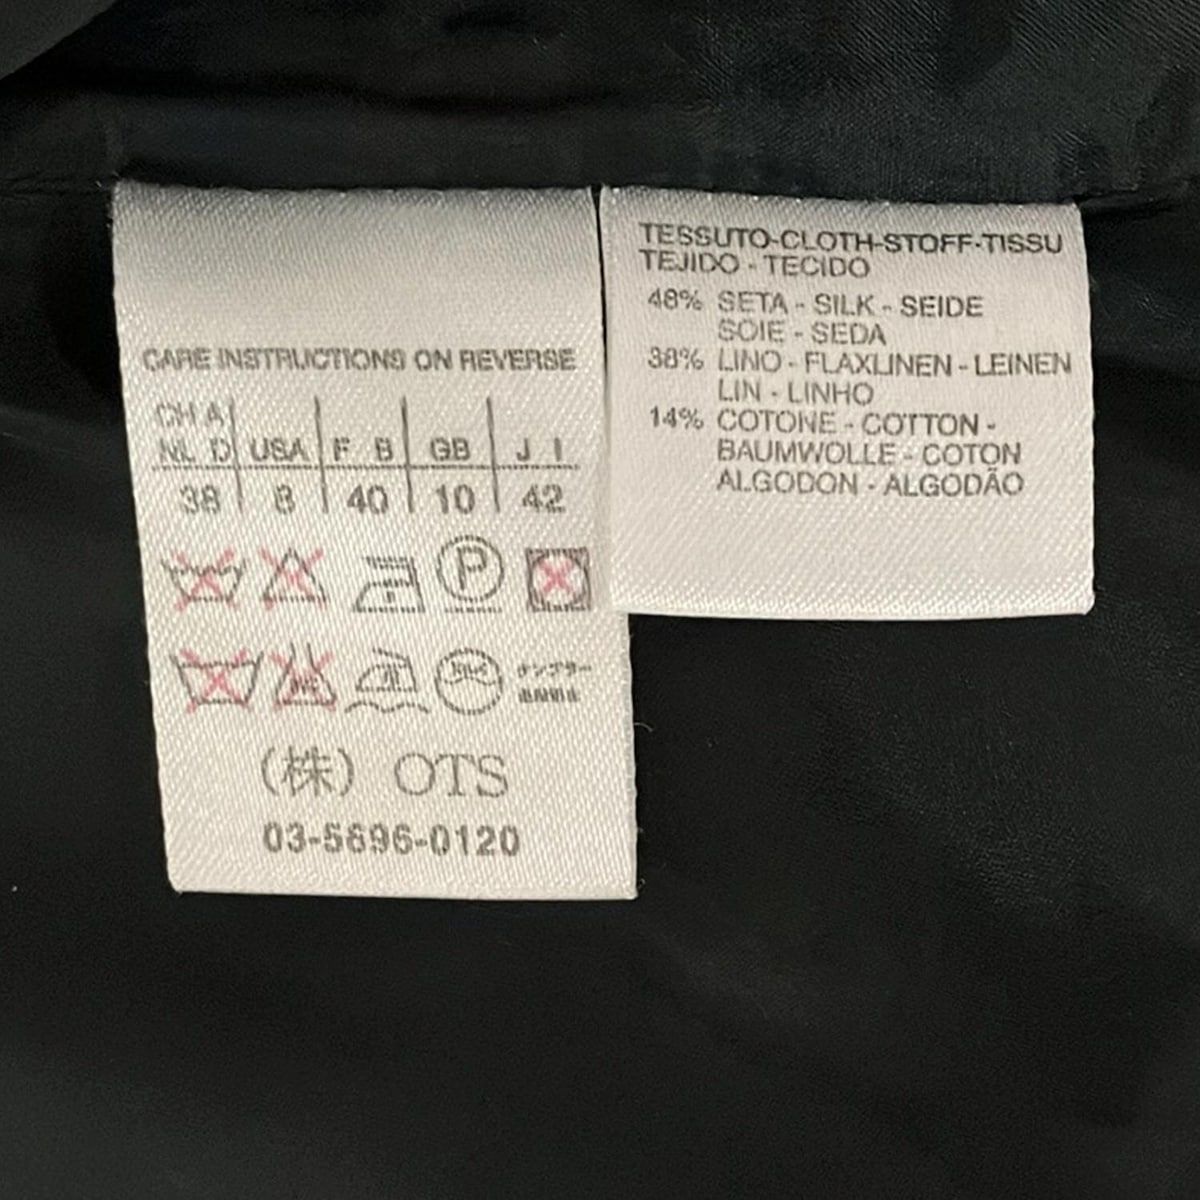 CARE INSTRUCTIONS ON REVERSE
CH A
NL D USA F B GB J I
38 8 40 10 42
P
(株) OTS
03-5696-0120
TESSUTO-CLOTH-STOFF-TISSU
TEJIDO - TECIDO
48% SETA - SILK - SEIDE
SOIE - SEDA
38% LINO - FLAXLINEN - LEINEN
LIN - LINHO
14% COTONE - COTTON -
BAUMWOLLE - COTON
ALGODON - ALGODÃO